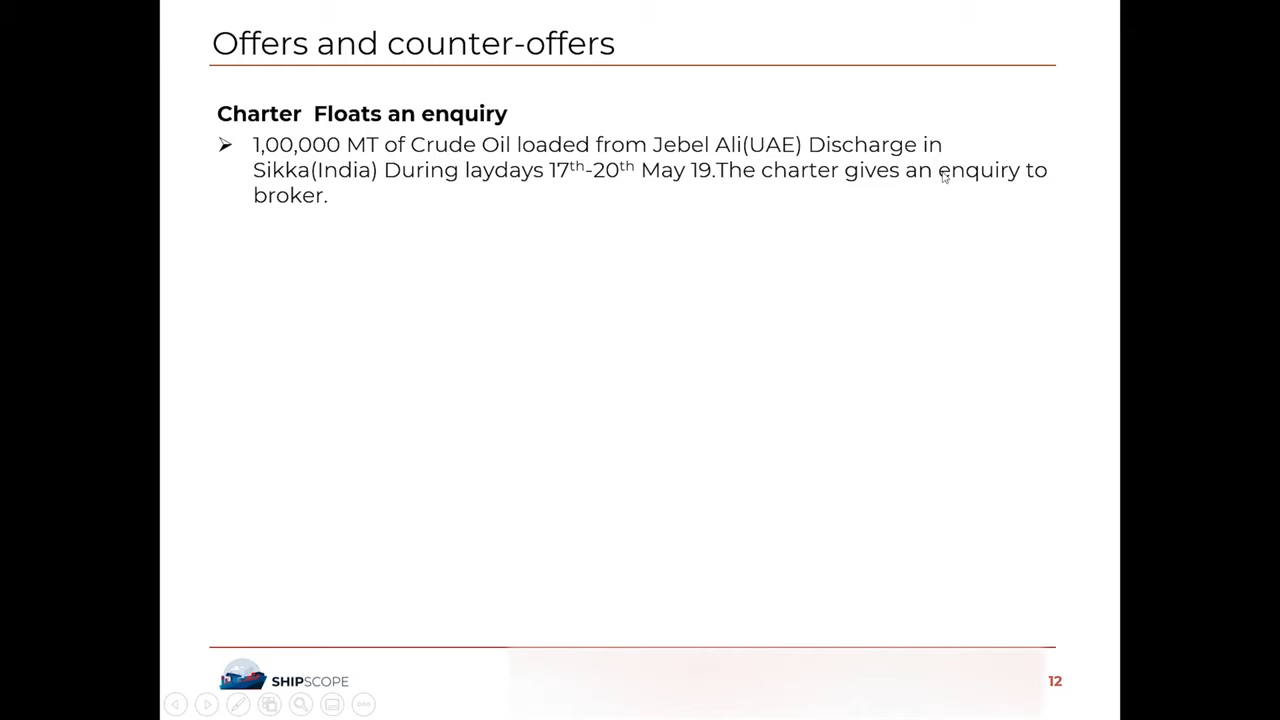 Offers and counter-offers
Charter Floats an enquiry
➢ 1,00,000 MT of Crude Oil loaded from Jebel Ali(UAE) Discharge in
Sikka(India) During laydays 17th-20th May 19.The charter gives an enquiry to
broker.
SHIPSCOPE
12